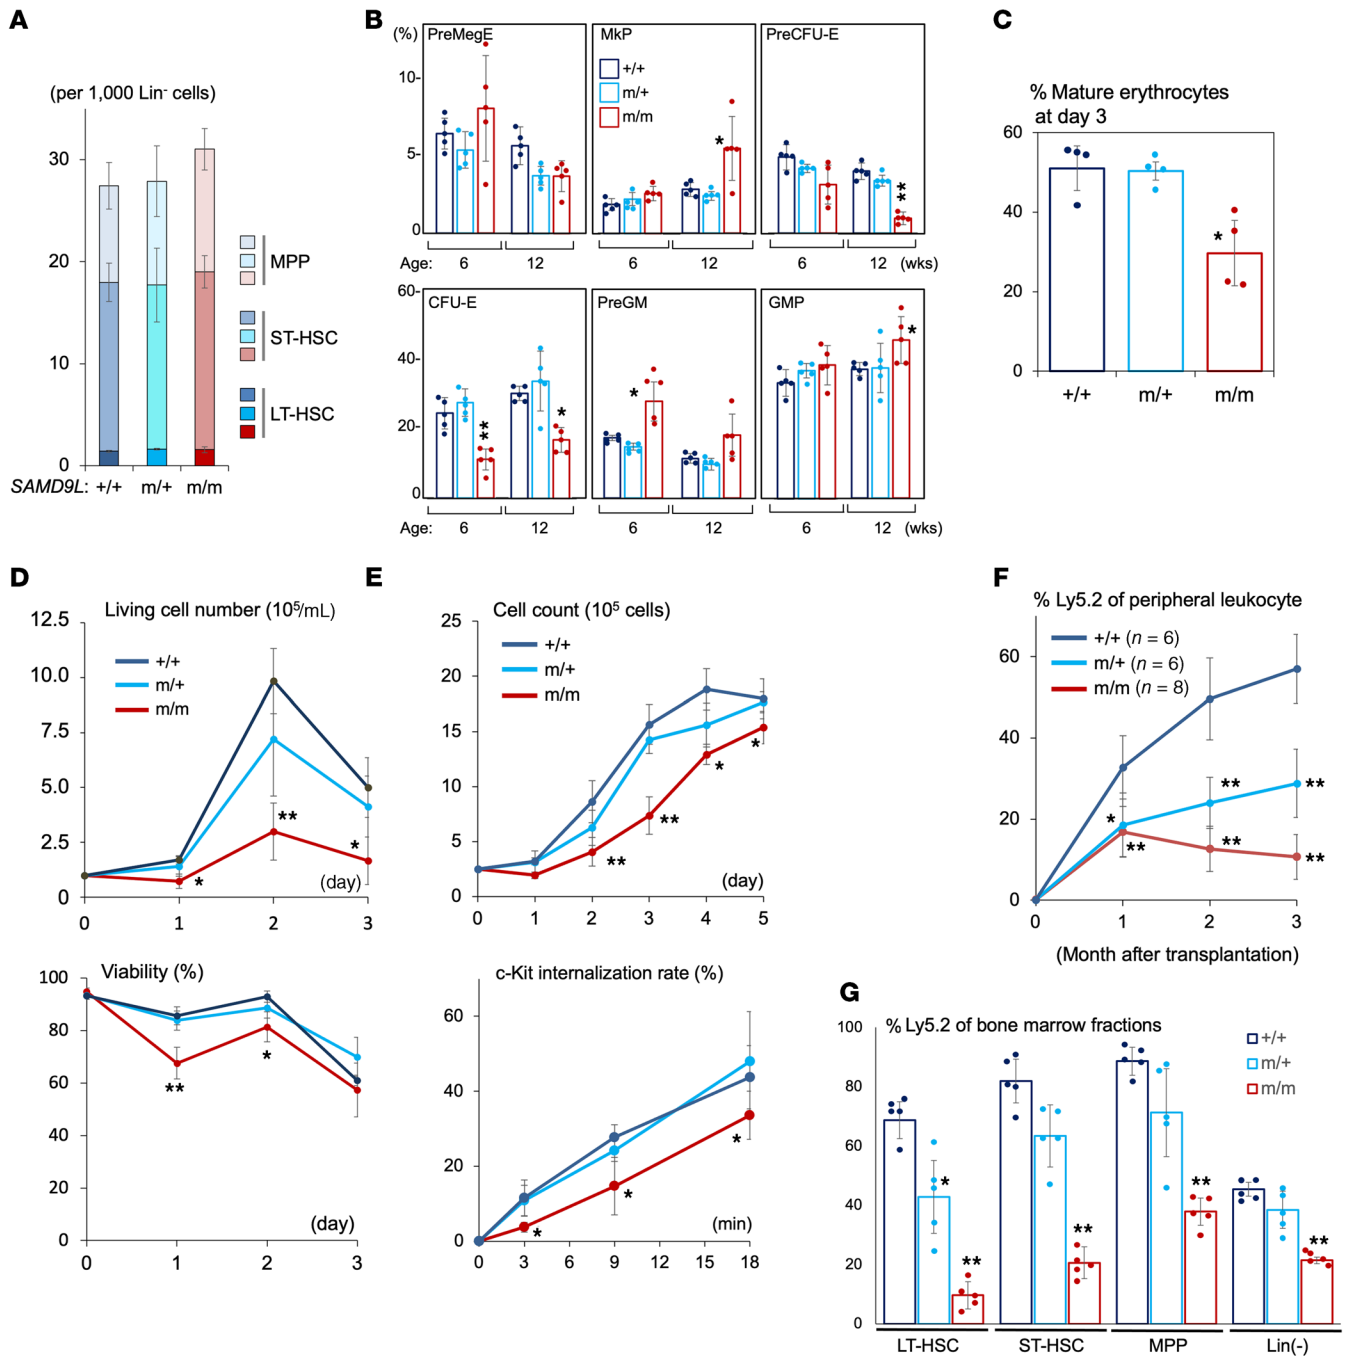 A
(per 1,000 Lin- cells)
30
20
10
0
MPP
ST-HSC
LT-HSC
SAMD9L: +/+ m/+ m/m
B
(%)
PreMegE
MkP
PreCFU-E
+/+
m/+
m/m
10
5
0
*
**
Age: 6 12 6 12 6 12 (wks)
60
40
20
0
CFU-E
PreGM
GMP
**
*
*
*
Age: 6 12 6 12 6 12 (wks)
C
% Mature erythrocytes
at day 3
60
40
20
0
*
+/+ m/+ m/m
D
Living cell number (10⁵/mL)
12.5
10.0
7.5
5.0
2.5
0
+/+
m/+
m/m
*
**
*
(day)
0 1 2 3
Viability (%)
100
80
60
40
20
0
**
*
(day)
0 1 2 3
E
Cell count (10⁵ cells)
25
20
15
10
5
0
+/+
m/+
m/m
**
**
*
*
(day)
0 1 2 3 4 5
c-Kit internalization rate (%)
60
40
20
0
*
*
*
(min)
0 3 6 9 12 15 18
F
% Ly5.2 of peripheral leukocyte
60
40
20
0
+/+ (n = 6)
m/+ (n = 6)
m/m (n = 8)
*
**
**
**
**
**
0 1 2 3
(Month after transplantation)
G
% Ly5.2 of bone marrow fractions
100
80
60
40
20
0
+/+
m/+
m/m
*
**
**
**
**
LT-HSC ST-HSC MPP Lin(-)